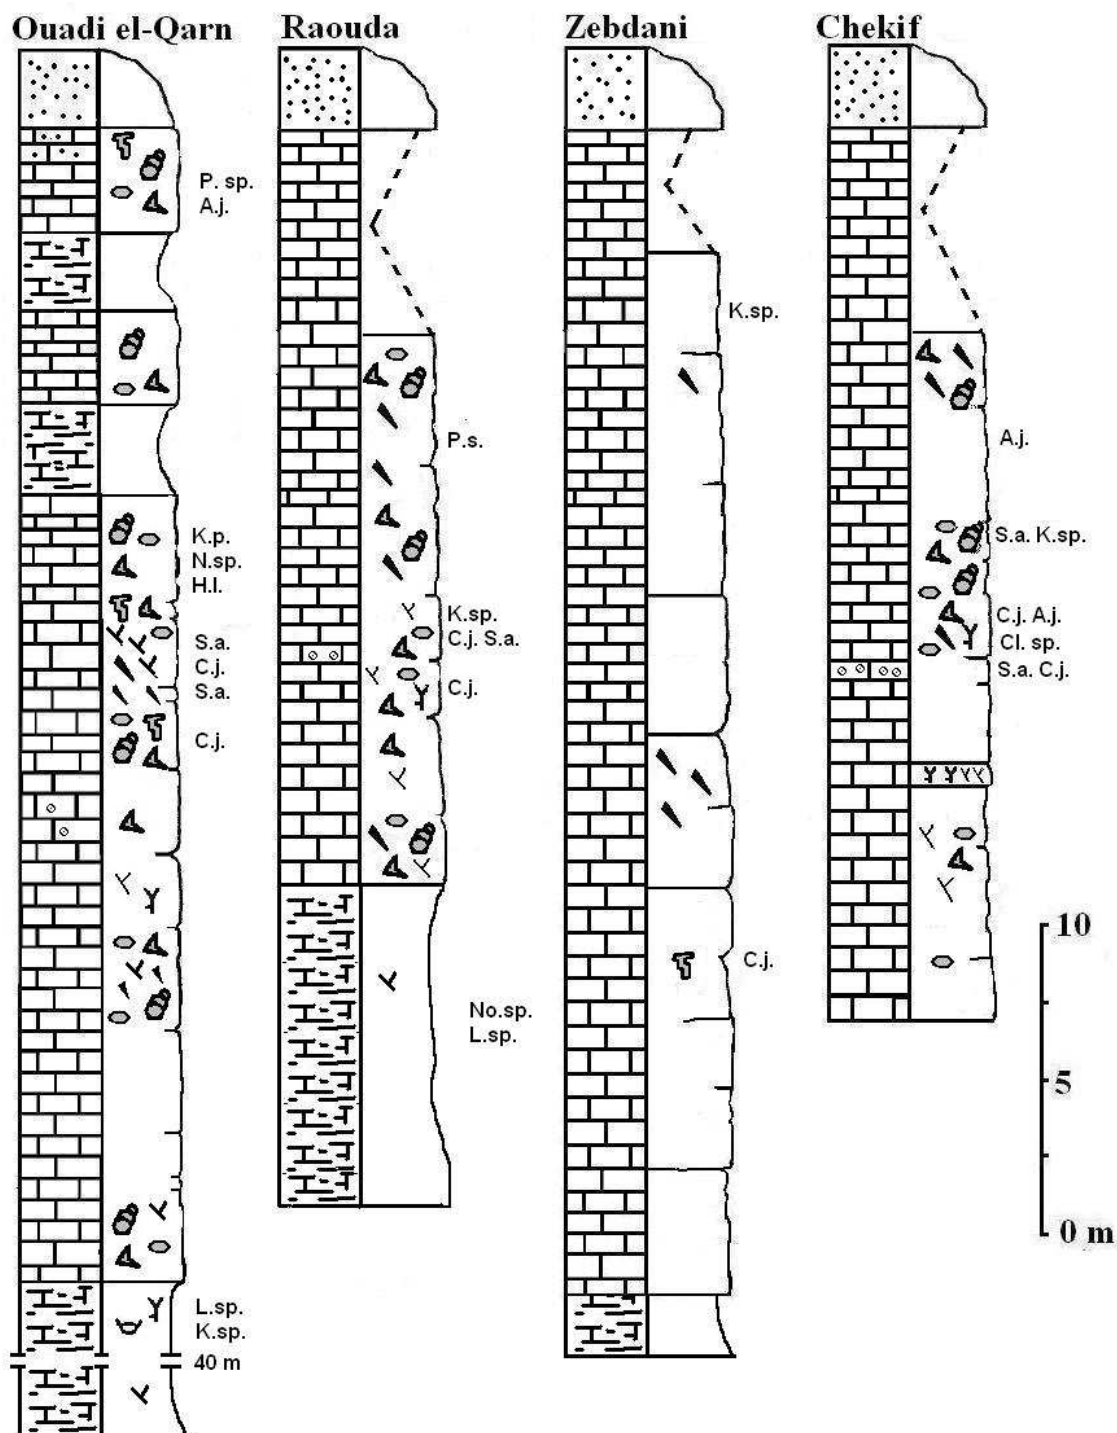 Ouadi el-Qarn
P. sp.
A.j.
K.p.
N.sp.
H.l.
S.a.
C.j.
S.a.
C.j.
L.sp.
K.sp.
40 m
Raouda
P.s.
K.sp.
C.j. S.a.
C.j.
No.sp.
L.sp.
Zebdani
K.sp.
C.j.
Chekif
A.j.
S.a. K.sp.
C.j. A.j.
Cl. sp.
S.a. C.j.
10
5
0 m